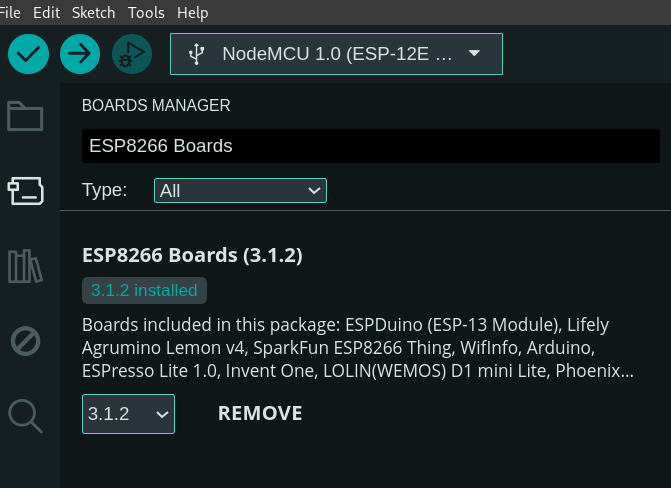 File Edit Sketch Tools Help
NodeMCU 1.0 (ESP-12E ...
BOARDS MANAGER
ESP8266 Boards
Type: All
ESP8266 Boards (3.1.2)
3.1.2 installed
Boards included in this package: ESPDuino (ESP-13 Module), Lifely
Agrumino Lemon v4, SparkFun ESP8266 Thing, WifInfo, Arduino,
ESPresso Lite 1.0, Invent One, LOLIN(WEMOS) D1 mini Lite, Phoenix...
3.1.2 REMOVE